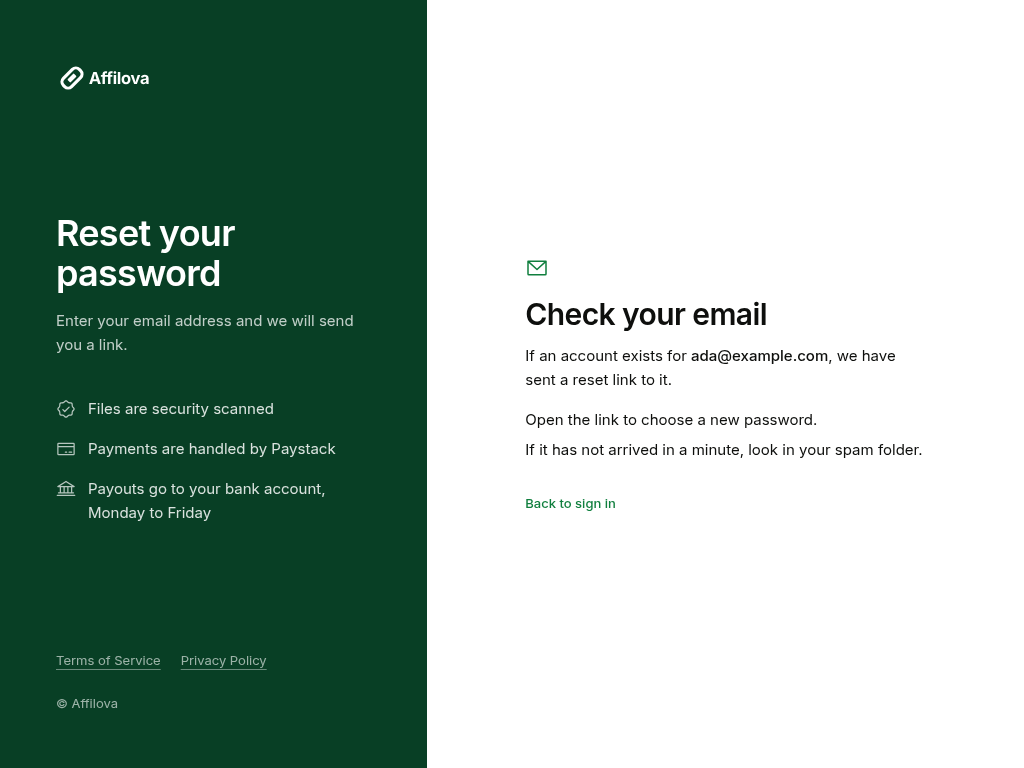 Affilova
Reset your
password
Enter your email address and we will send
you a link.
Files are security scanned
Payments are handled by Paystack
Payouts go to your bank account,
Monday to Friday
Terms of Service Privacy Policy
© Affilova
Check your email
If an account exists for ada@example.com, we have
sent a reset link to it.
Open the link to choose a new password.
If it has not arrived in a minute, look in your spam folder.
Back to sign in